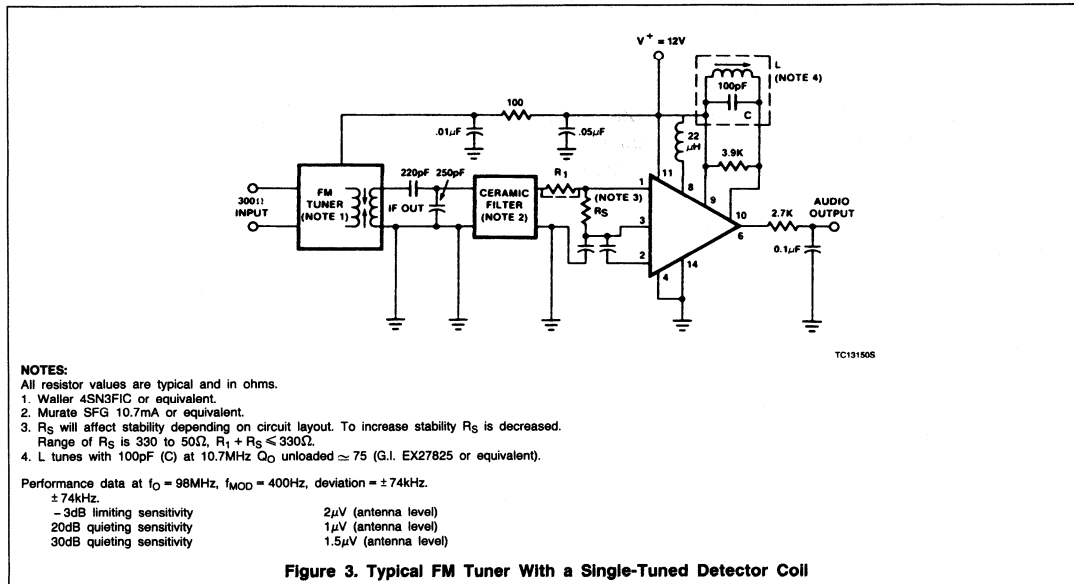 V+ = 12V
L
(NOTE 4)
100pF
C
100
.01μF
.05μF
22
μH
3.9K
220pF 250pF
R1
11
8
9
300Ω
INPUT
FM
TUNER
(NOTE 1)
IF OUT
CERAMIC
FILTER
(NOTE 2)
1
(NOTE 3)
RS
3
2
4
14
10
6
2.7K
AUDIO
OUTPUT
0.1μF
TC13150S
NOTES:
All resistor values are typical and in ohms.
1. Waller 4SN3FIC or equivalent.
2. Murate SFG 10.7mA or equivalent.
3. RS will affect stability depending on circuit layout. To increase stability RS is decreased.
Range of RS is 330 to 50Ω, R1 + RS ⩽ 330Ω.
4. L tunes with 100pF (C) at 10.7MHz QO unloaded ≃ 75 (G.I. EX27825 or equivalent).
Performance data at fO = 98MHz, fMOD = 400Hz, deviation = ± 74kHz.
± 74kHz.
– 3dB limiting sensitivity 2μV (antenna level)
20dB quieting sensitivity 1μV (antenna level)
30dB quieting sensitivity 1.5μV (antenna level)
Figure 3. Typical FM Tuner With a Single-Tuned Detector Coil